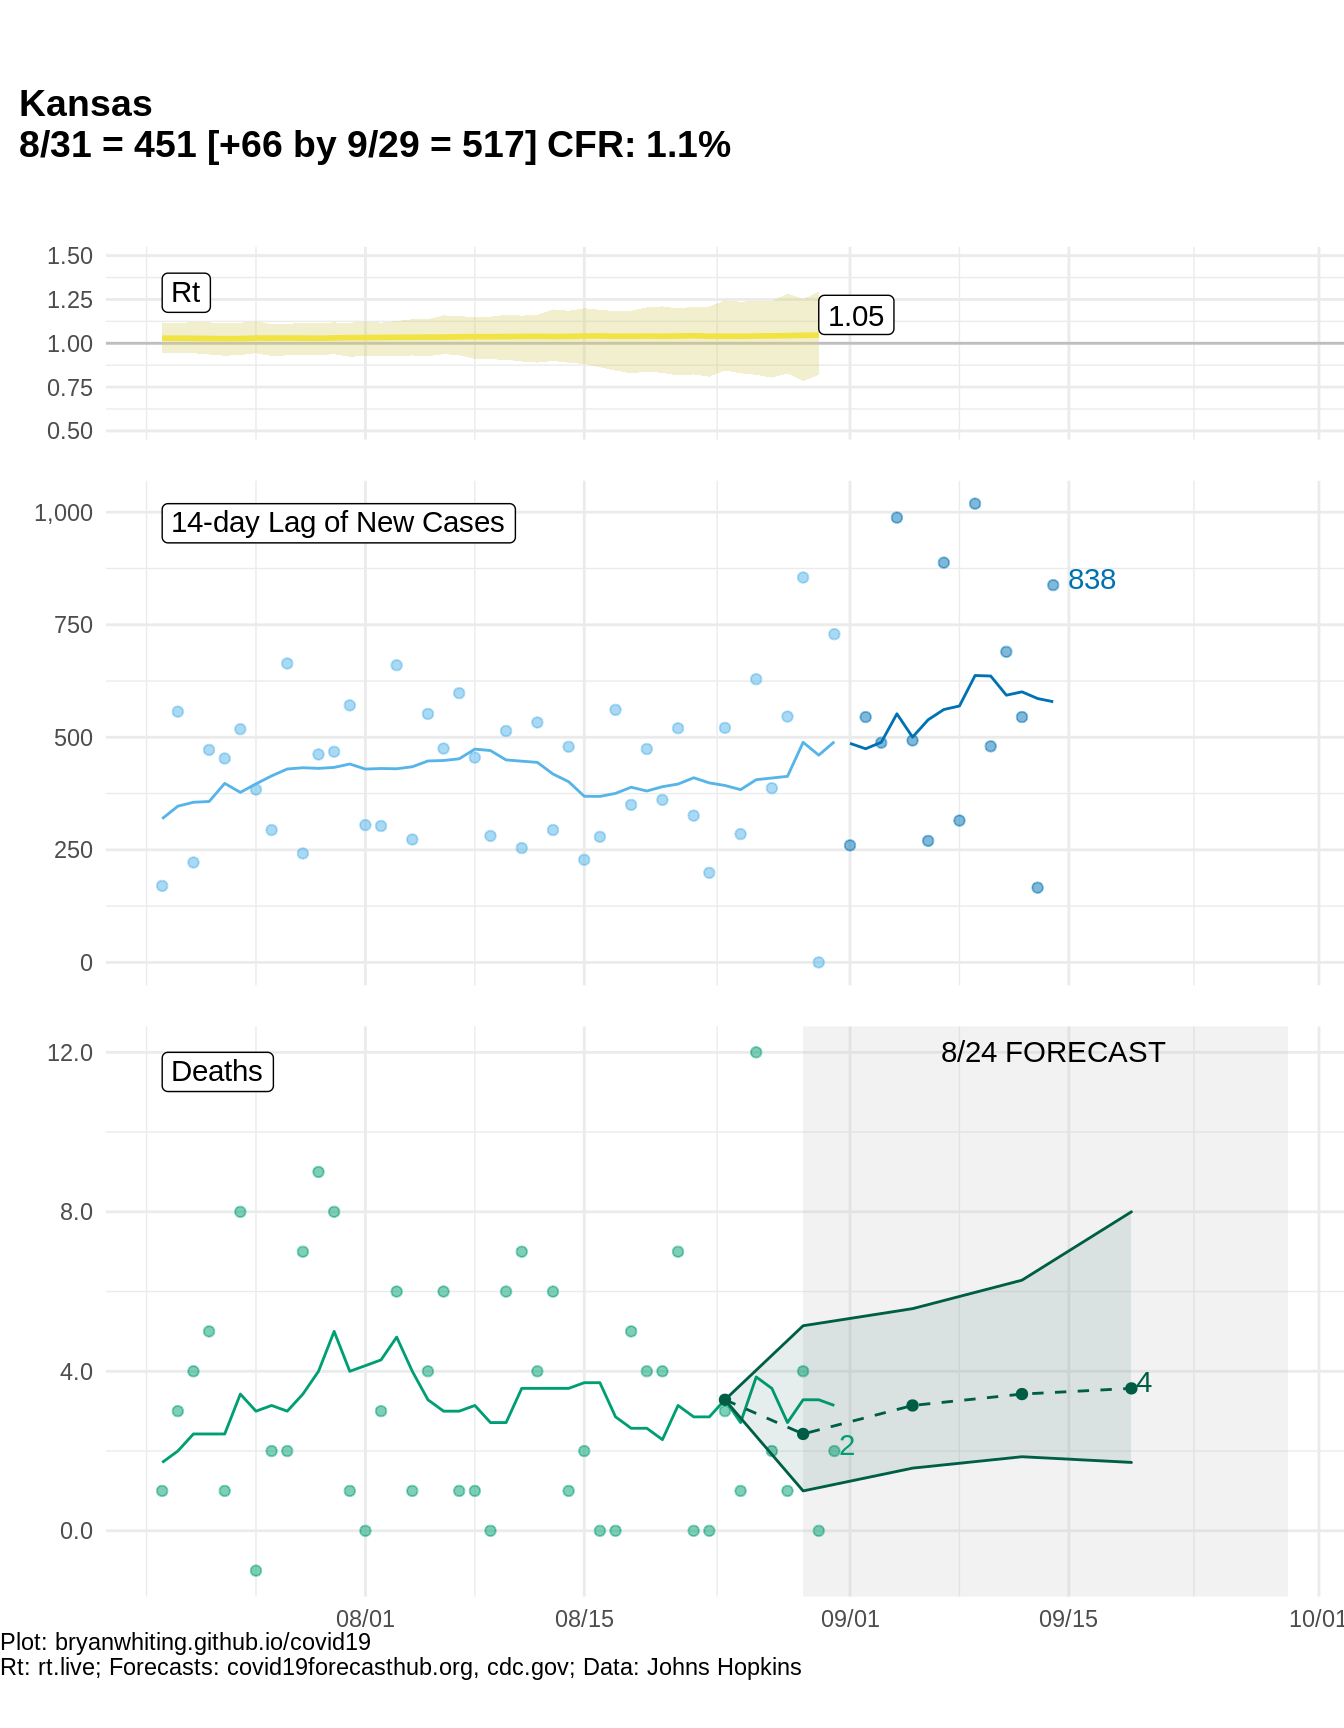 Kansas
8/31 = 451 [+66 by 9/29 = 517] CFR: 1.1%
1.50
Rt
1.25
1.05
1.00
0.75
0.50
1,000
14-day Lag of New Cases
838
750
500
250
0
12.0
8/24 FORECAST
Deaths
8.0
4.0
4
2
0.0
08/01 08/15 09/01 09/15 10/01
Plot: bryanwhiting.github.io/covid19
Rt: rt.live; Forecasts: covid19forecasthub.org, cdc.gov; Data: Johns Hopkins